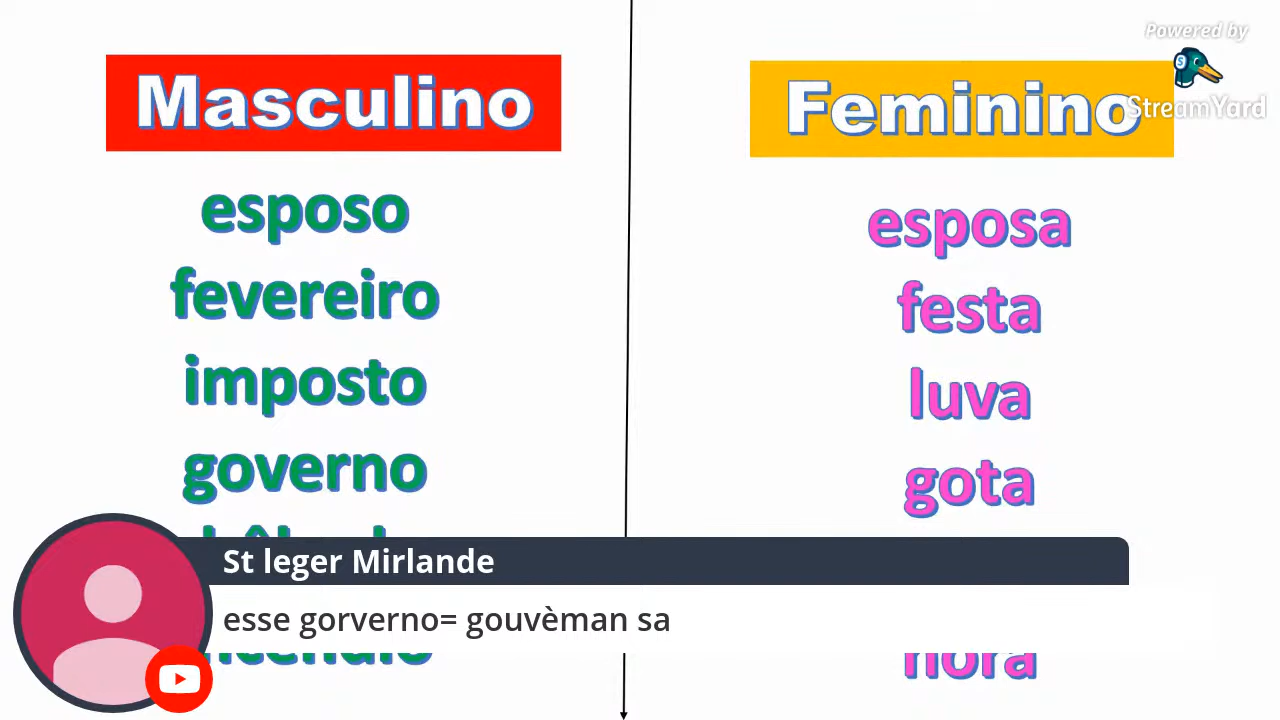 Powered by
StreamYard
Masculino
Feminino
esposo
fevereiro
imposto
governo
esposa
festa
luva
gota
St leger Mirlande
esse gorverno= gouvèman sa